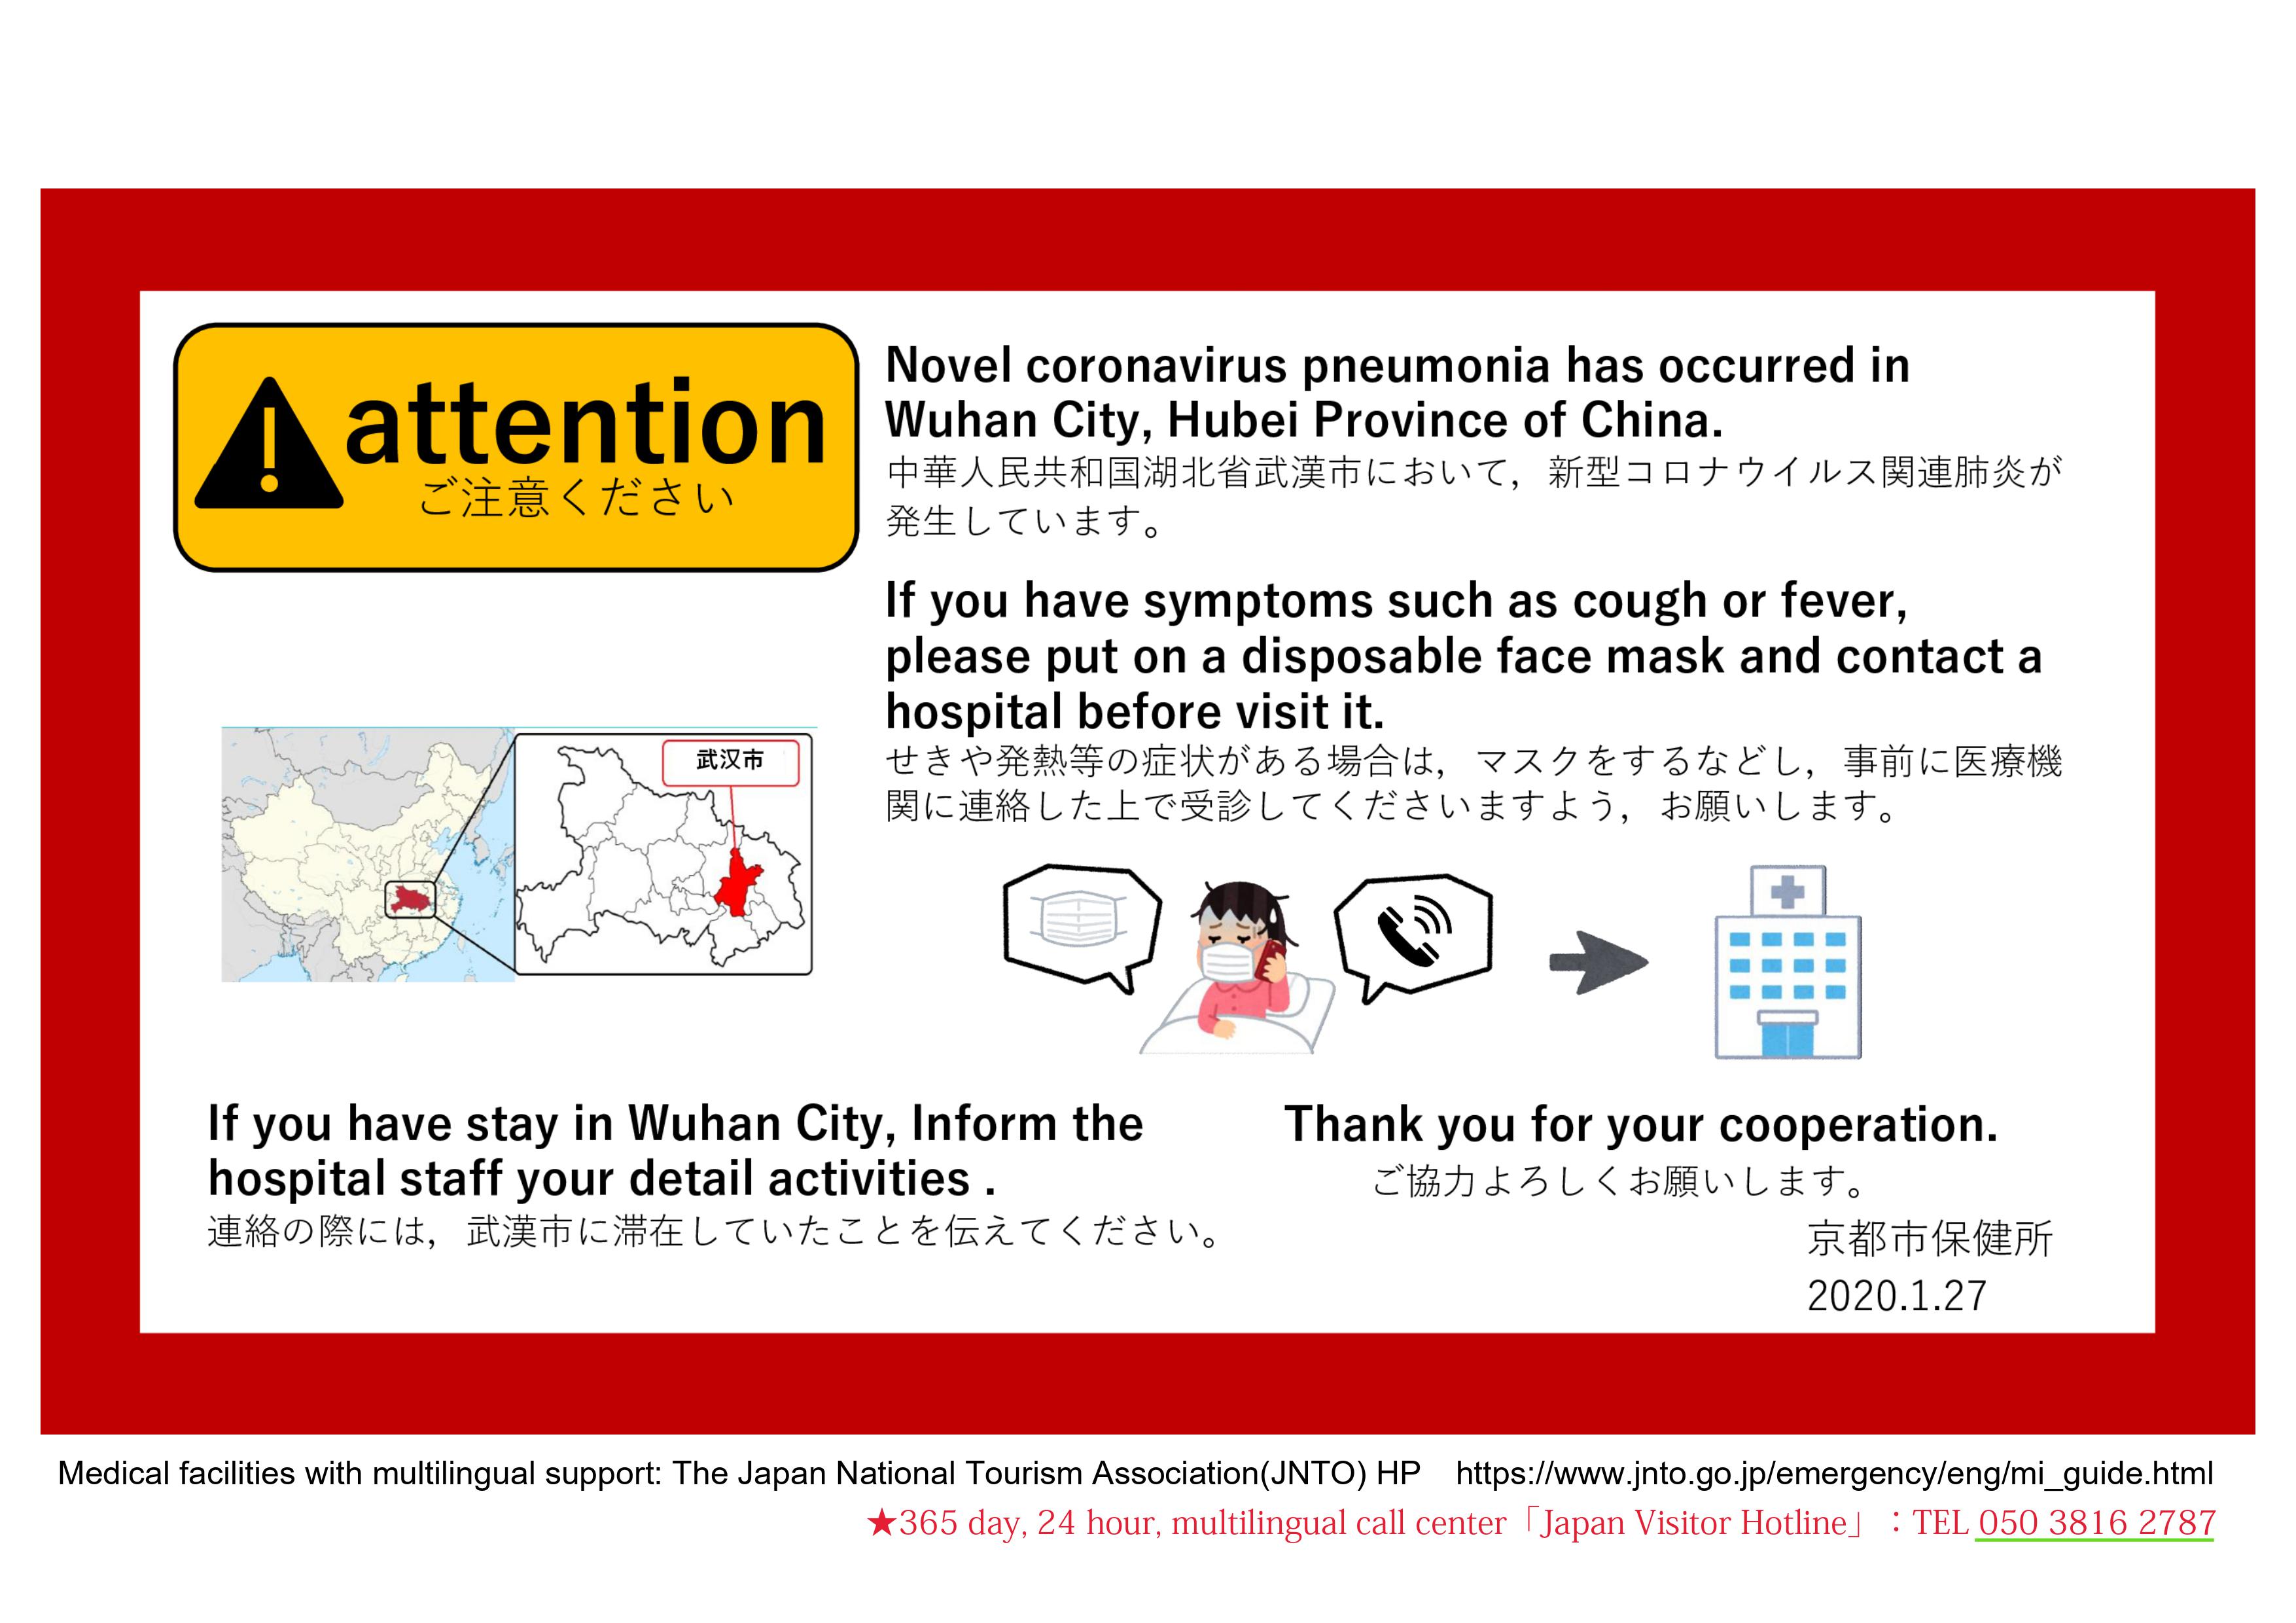 attention
ご注意ください
Novel coronavirus pneumonia has occurred in
Wuhan City, Hubei Province of China.
中華人民共和国湖北省武漢市において，新型コロナウイルス関連肺炎が
発生しています。
If you have symptoms such as cough or fever,
please put on a disposable face mask and contact a
hospital before visit it.
せきや発熱等の症状がある場合は，マスクをするなどし，事前に医療機
関に連絡した上で受診してくださいますよう，お願いします。
武汉市
If you have stay in Wuhan City, Inform the
hospital staff your detail activities .
連絡の際には，武漢市に滞在していたことを伝えてください。
Thank you for your cooperation.
ご協力よろしくお願いします。
京都市保健所
2020.1.27
Medical facilities with multilingual support: The Japan National Tourism Association(JNTO) HP　https://www.jnto.go.jp/emergency/eng/mi_guide.html
★365 day, 24 hour, multilingual call center「Japan Visitor Hotline」：TEL 050 3816 2787